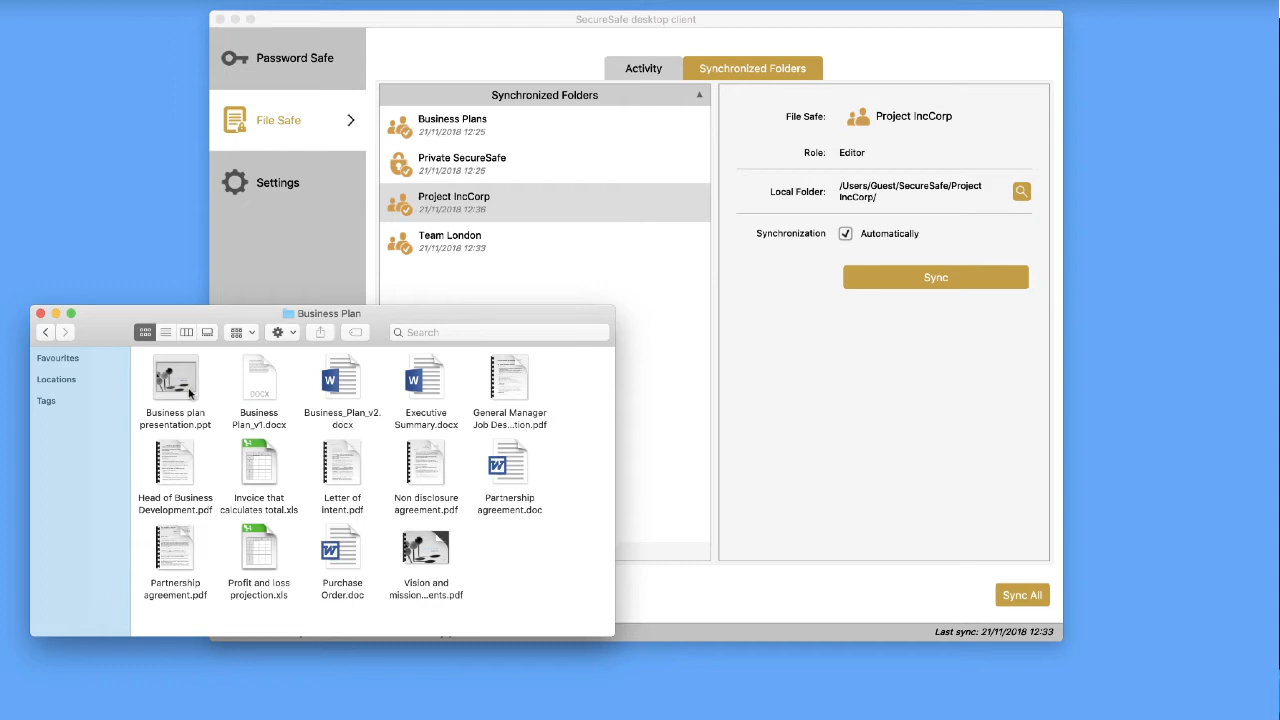 SecureSafe desktop client
Password Safe
File Safe
Settings
Activity
Synchronized Folders
Synchronized Folders
Business Plans
21/11/2018 12:25
Private SecureSafe
21/11/2018 12:25
Project IncCorp
21/11/2018 12:36
Team London
21/11/2018 12:33
File Safe:
Project IncCorp
Role:
Editor
Local Folder:
/Users/Guest/SecureSafe/Project
IncCorp/
Synchronization
Automatically
Sync
Sync All
Last sync: 21/11/2018 12:33
Business Plan
Search
Favourites
Locations
Tags
Business plan
presentation.ppt
DOCX
Business
Plan_v1.docx
Business_Plan_v2.
docx
Executive
Summary.docx
General Manager
Job Des...tion.pdf
Head of Business
Development.pdf
Invoice that
calculates total.xls
Letter of
intent.pdf
Non disclosure
agreement.pdf
Partnership
agreement.doc
Partnership
agreement.pdf
Profit and loss
projection.xls
Purchase
Order.doc
Vision and
mission...ents.pdf